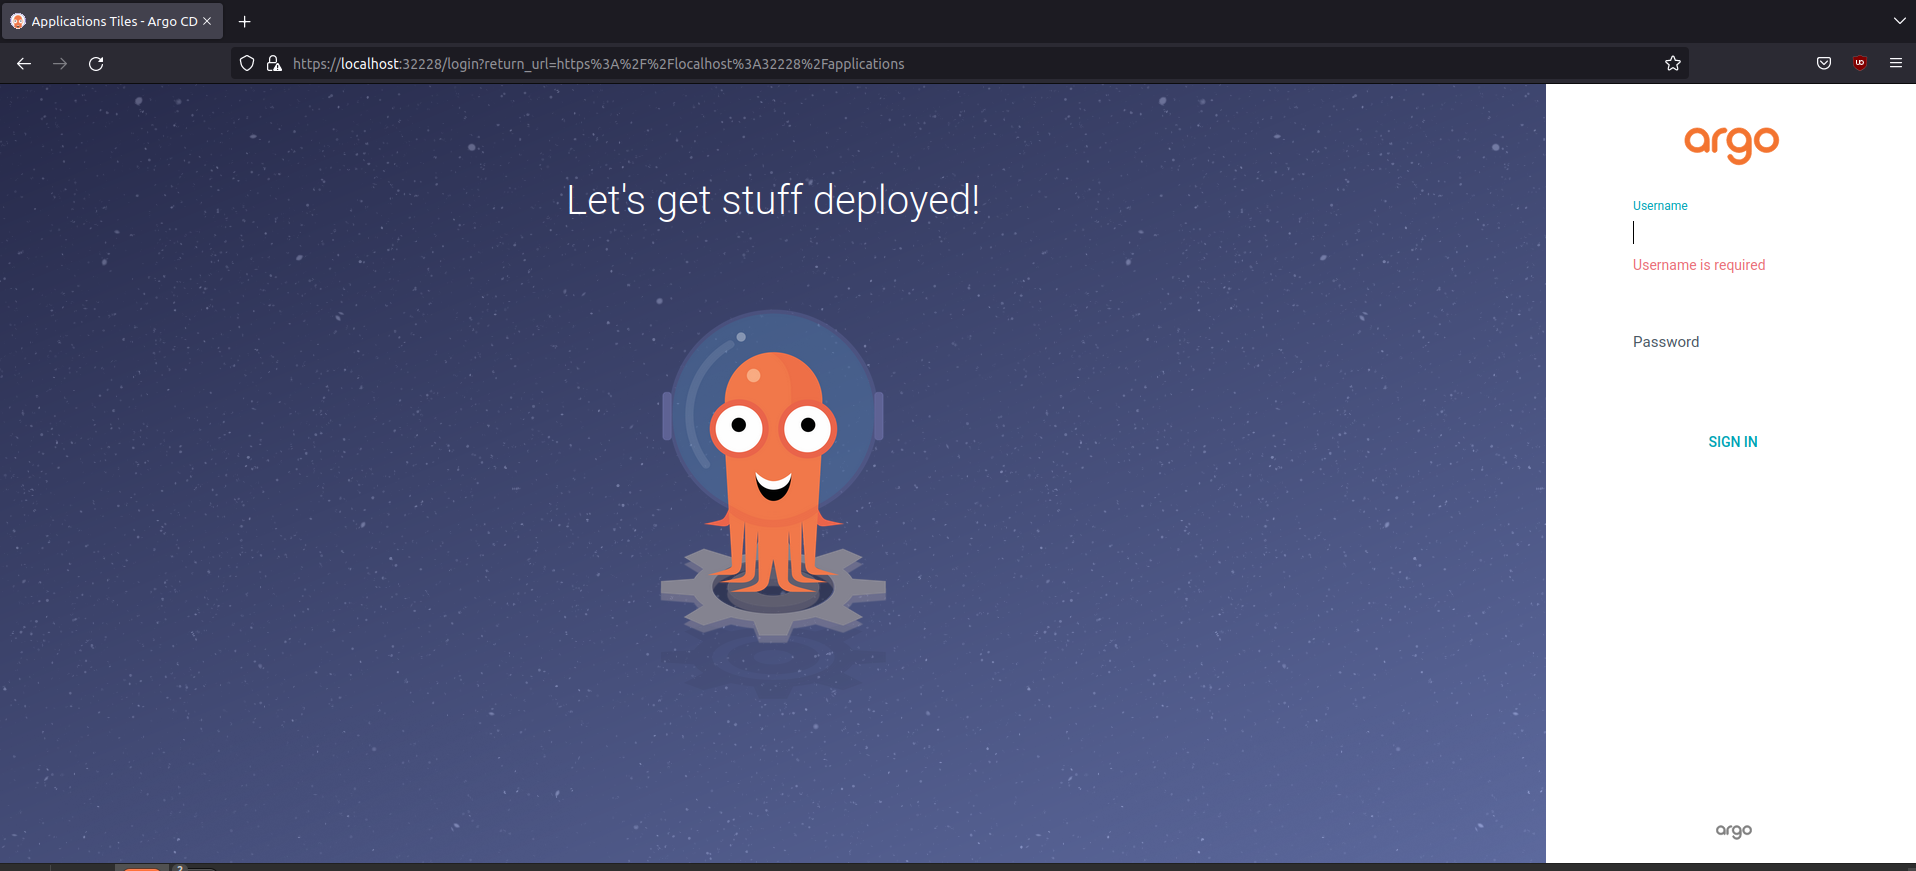 Applications Tiles - Argo CD
https://localhost:32228/login?return_url=https%3A%2F%2Flocalhost%3A32228%2Fapplications
Let's get stuff deployed!
argo
Username
Username is required
Password
SIGN IN
argo